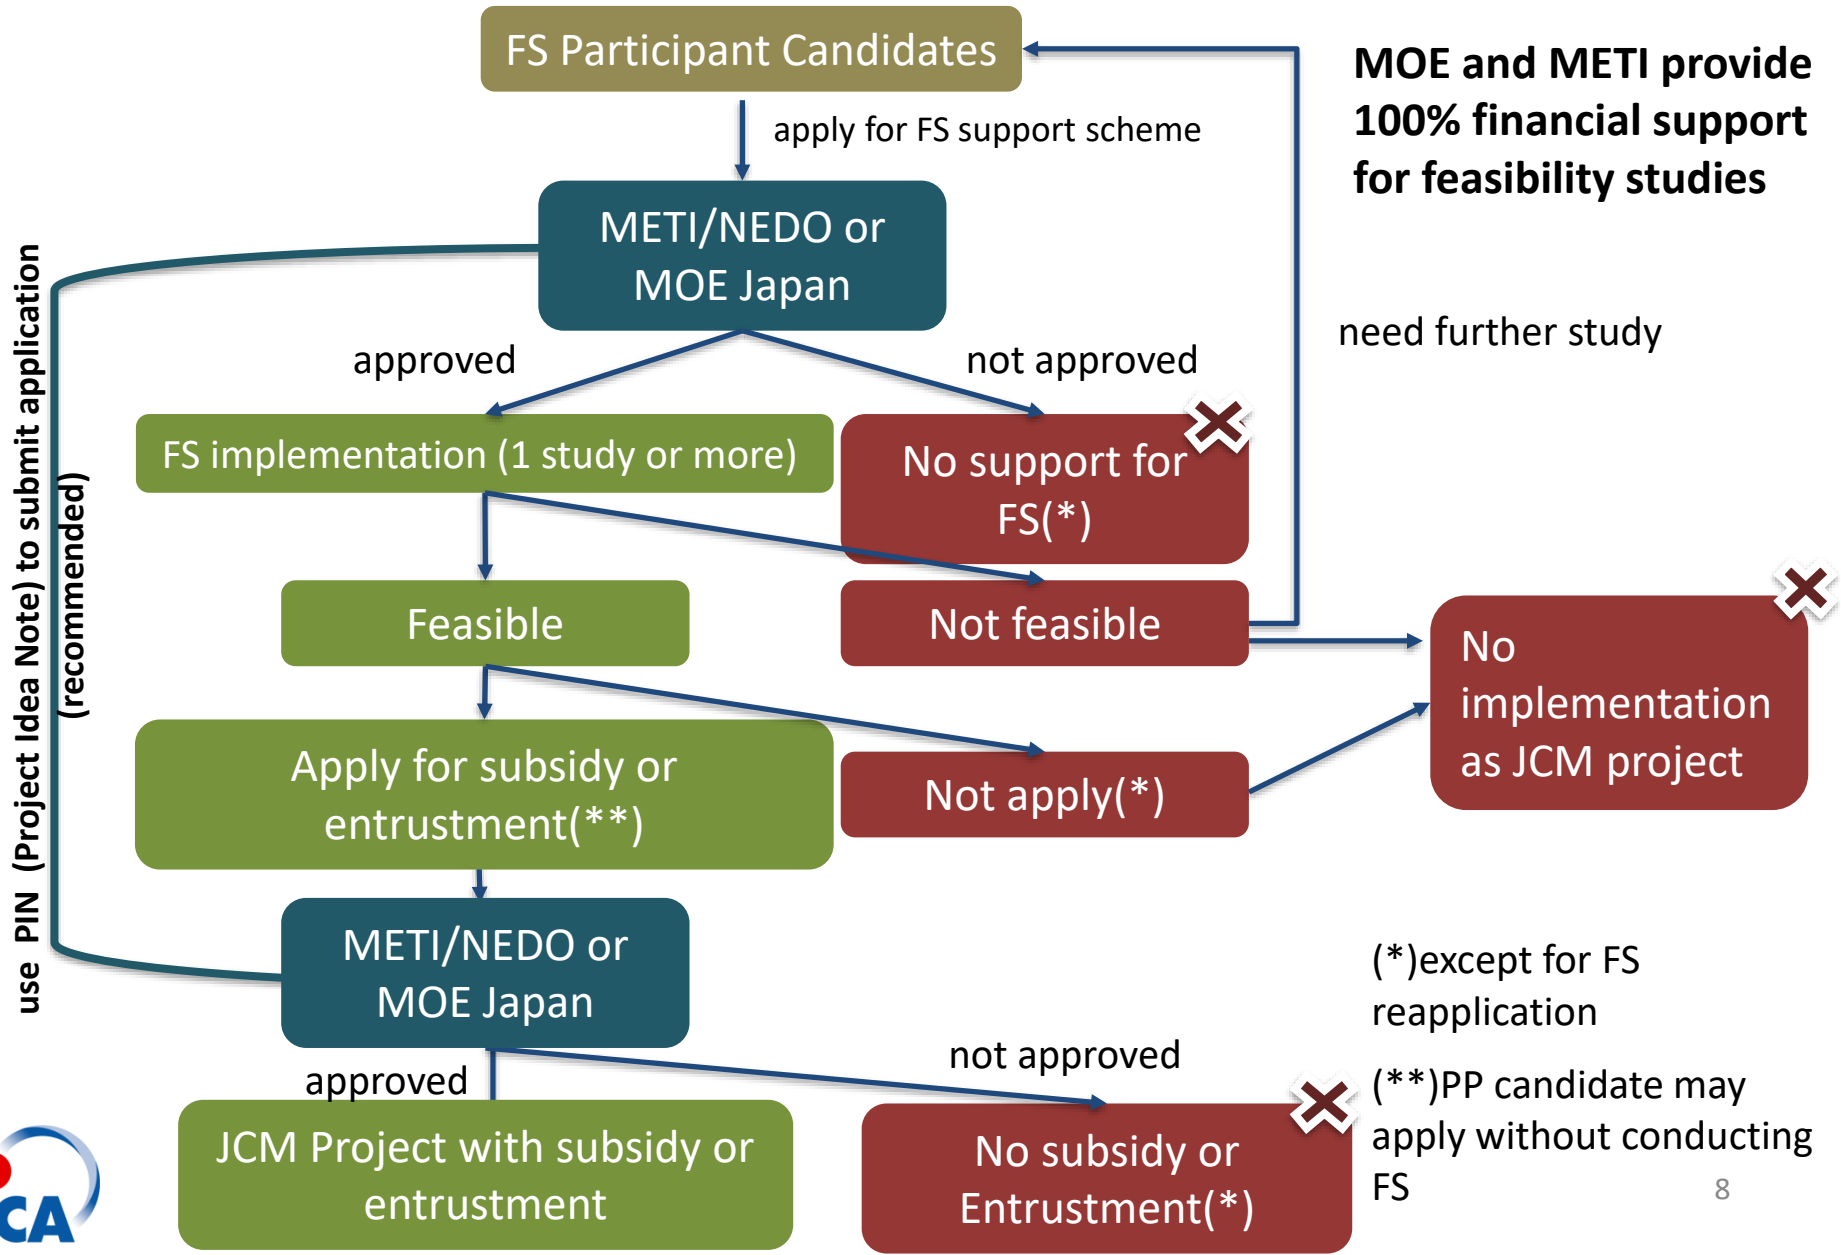 FS Participant Candidates
MOE and METI provide
100% financial support
for feasibility studies
apply for FS support scheme
METI/NEDO or
MOE Japan
use PIN (Project Idea Note) to submit application
(recommended)
need further study
approved
not approved
FS implementation (1 study or more)
No support for
FS(*)
Feasible
Not feasible
No
implementation
as JCM project
Apply for subsidy or
entrustment(**)
Not apply(*)
METI/NEDO or
MOE Japan
(*)except for FS
reapplication
approved
not approved
(**)PP candidate may
apply without conducting
FS
JCM Project with subsidy or
entrustment
No subsidy or
Entrustment(*)
CA
8